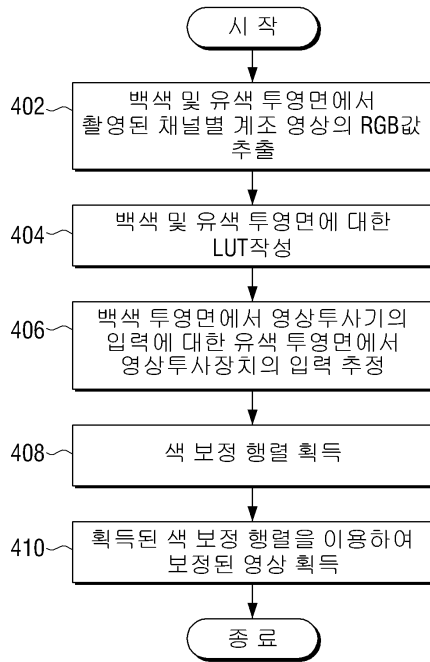 시 작
402
백색 및 유색 투영면에서
촬영된 채널별 계조 영상의 RGB값
추출
404
백색 및 유색 투영면에 대한
LUT작성
406
백색 투영면에서 영상투사기의
입력에 대한 유색 투영면에서
영상투사장치의 입력 추정
408
색 보정 행렬 획득
410
획득된 색 보정 행렬을 이용하여
보정된 영상 획득
종 료